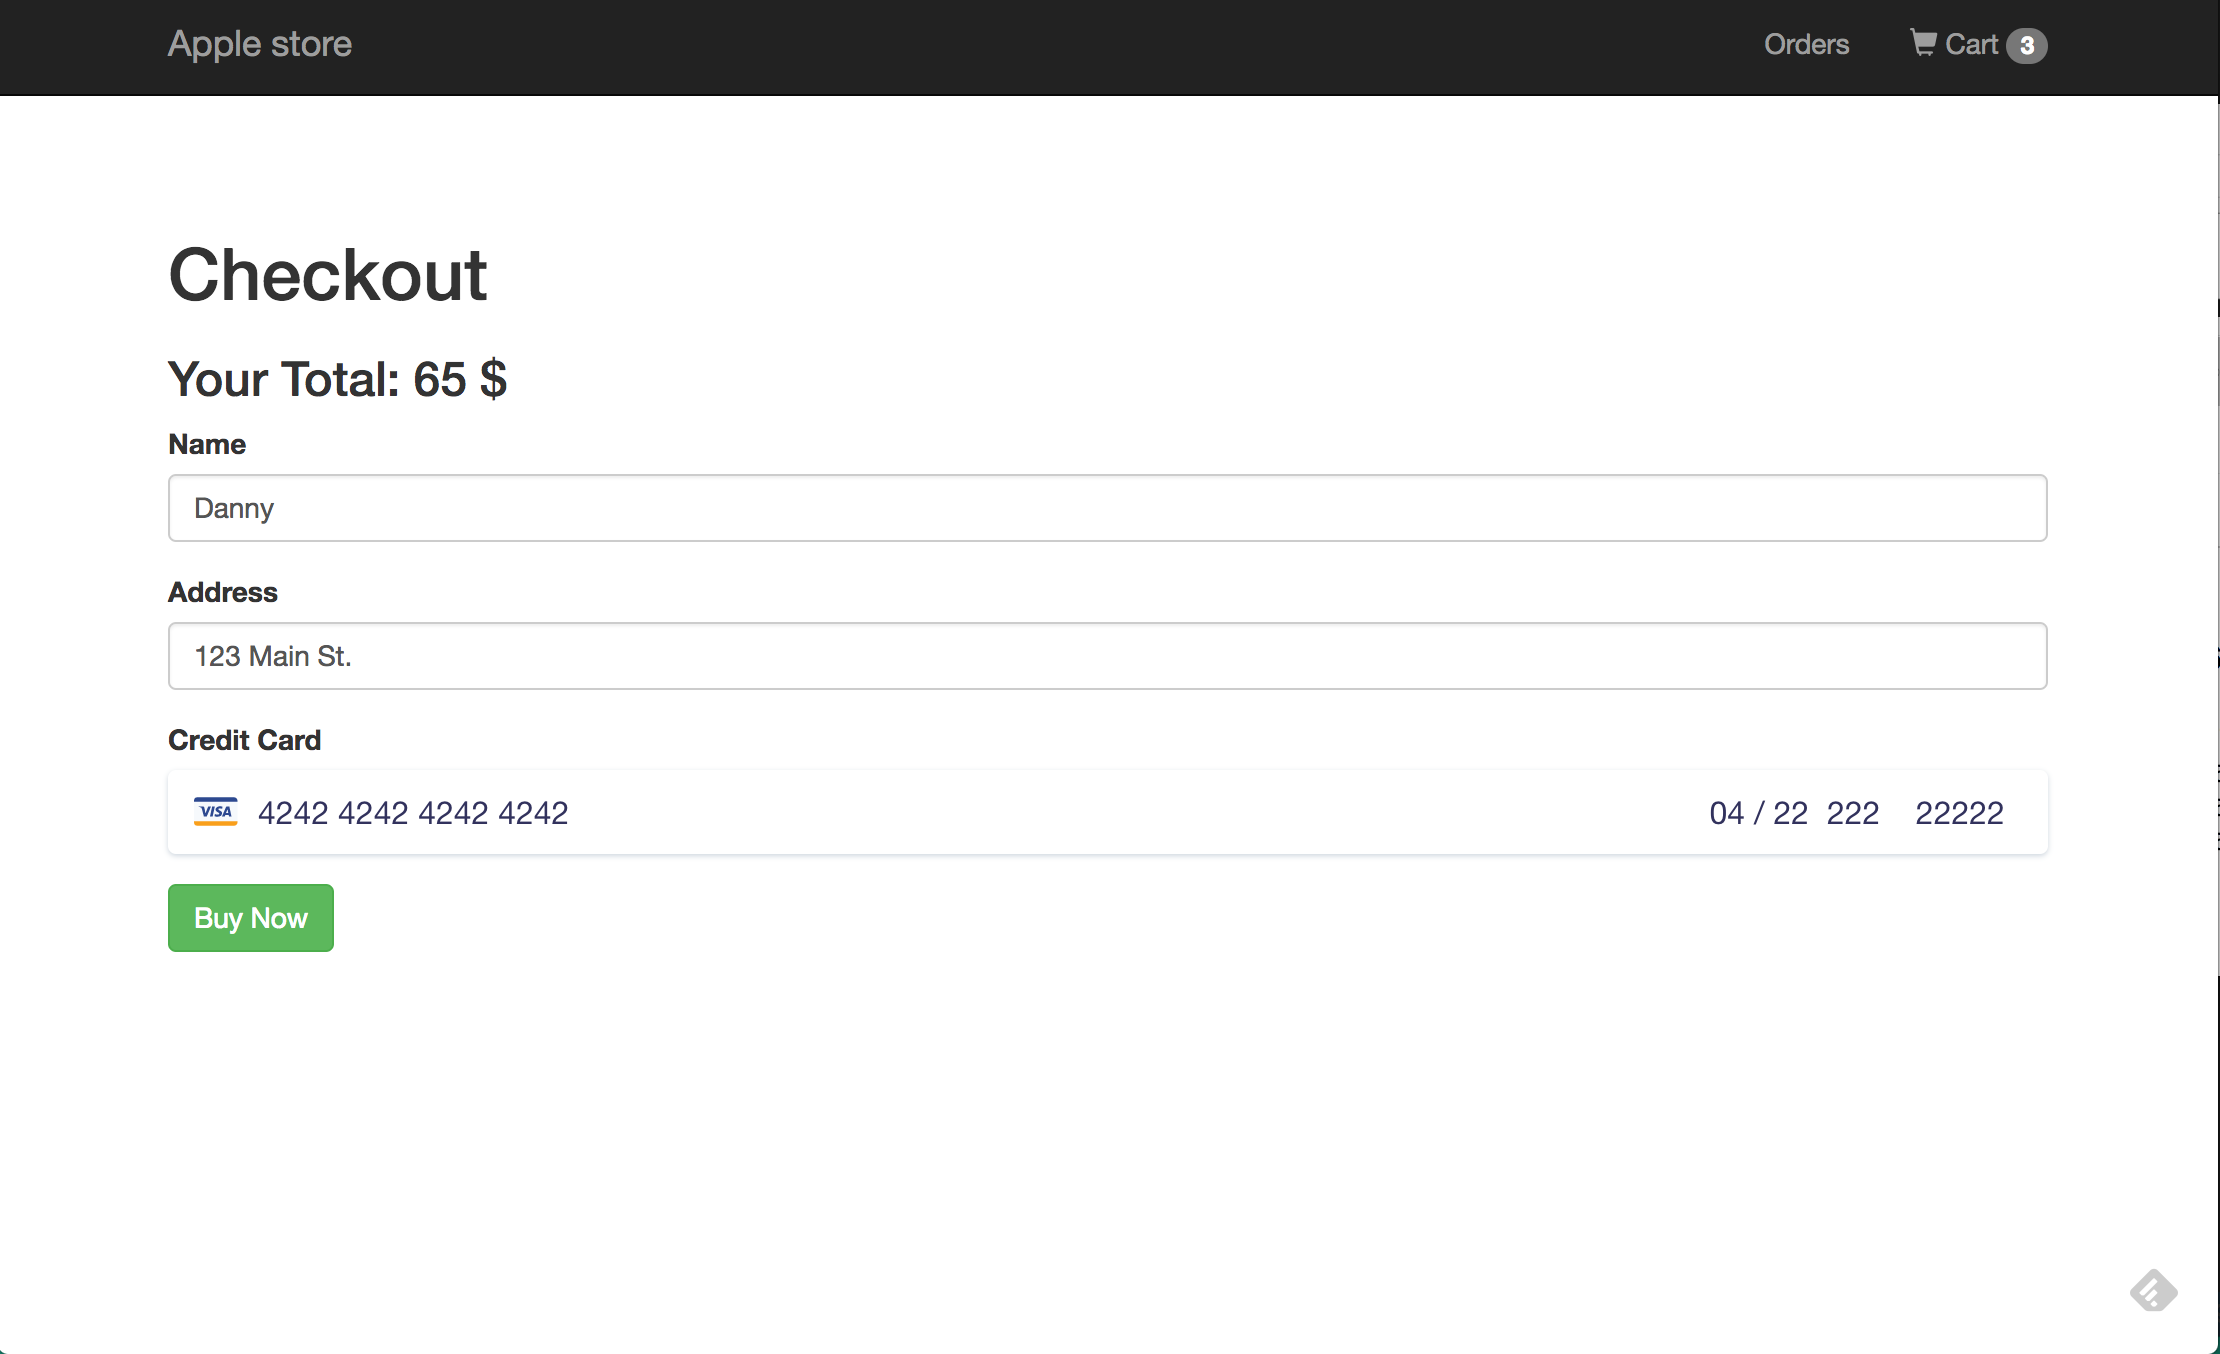 Apple store
Orders Cart 3
Checkout
Your Total: 65 $
Name
Danny
Address
123 Main St.
Credit Card
VISA 4242 4242 4242 4242 04 / 22 222 22222
Buy Now